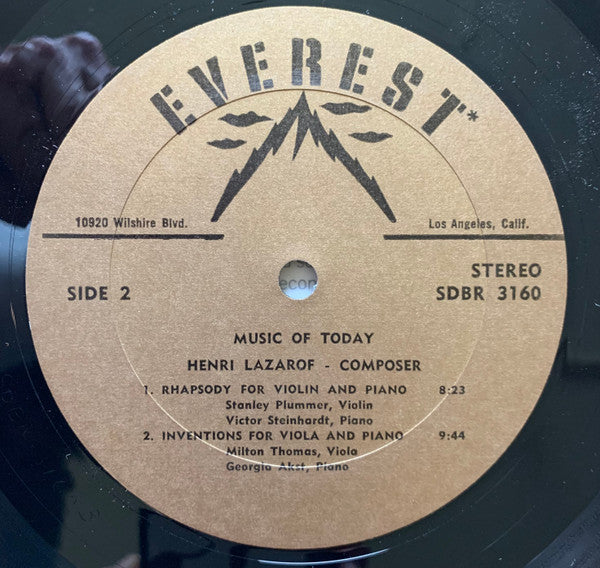 EVEREST*
10920 Wilshire Blvd.
Los Angeles, Calif.
STEREO
SIDE 2
SDBR 3160
MUSIC OF TODAY
HENRI LAZAROF - COMPOSER
1. RHAPSODY FOR VIOLIN AND PIANO 8:23
Stanley Plummer, Violin
Victor Steinhardt, Piano
2. INVENTIONS FOR VIOLA AND PIANO 9:44
Milton Thomas, Viola
Georgia Akst, Piano